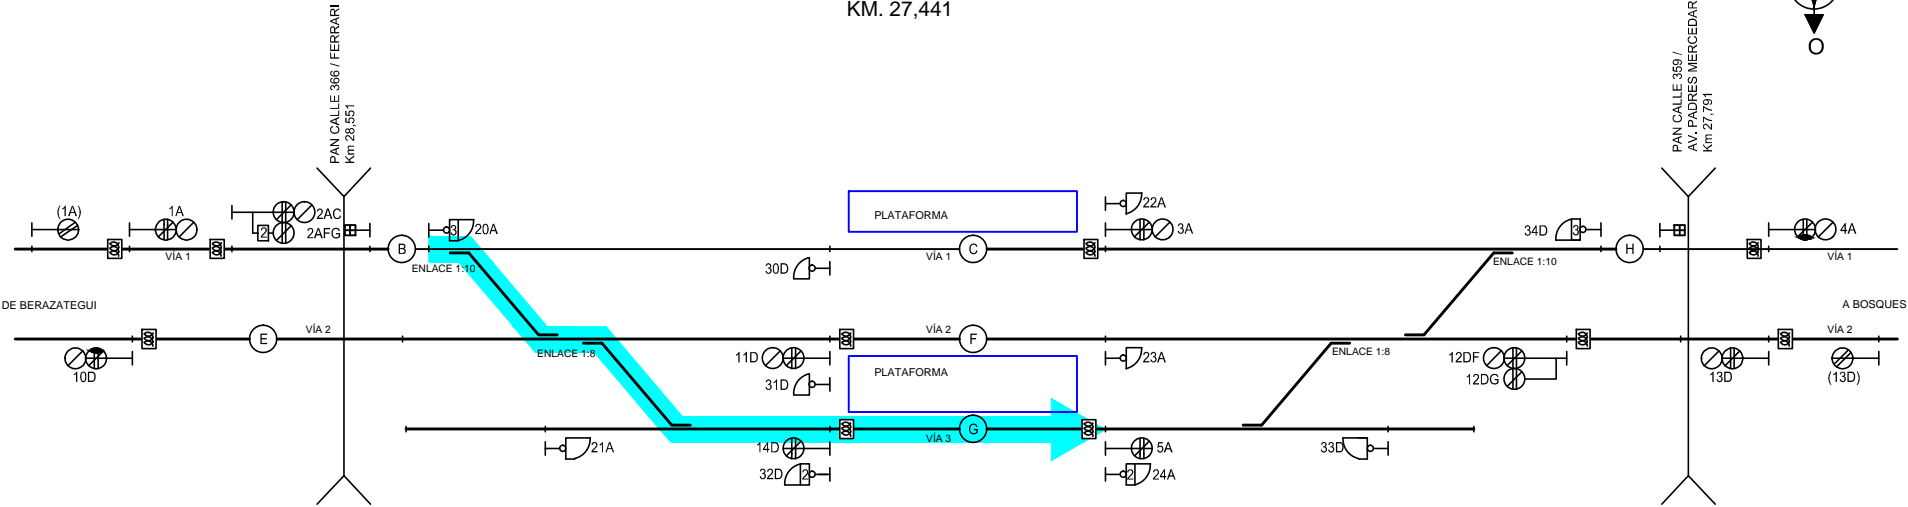 KM. 27,441
O
PAN CALLE 366 / FERRARI
Km 28,551
PAN CALLE 359 /
AV. PADRES MERCEDAR
Km 27,791
(1A)
1A
2AC
2
2AFG
3
20A
22A
3A
34D
3
4A
PLATAFORMA
B
C
H
VÍA 1
ENLACE 1:10
30D
VÍA 1
ENLACE 1:10
VÍA 1
DE BERAZATEGUI
A BOSQUES
E
VÍA 2
VÍA 2
F
VÍA 2
10D
ENLACE 1:8
11D
31D
PLATAFORMA
23A
ENLACE 1:8
12DF
12DG
13D
(13D)
G
VÍA 3
21A
14D
32D
2
5A
2
24A
33D